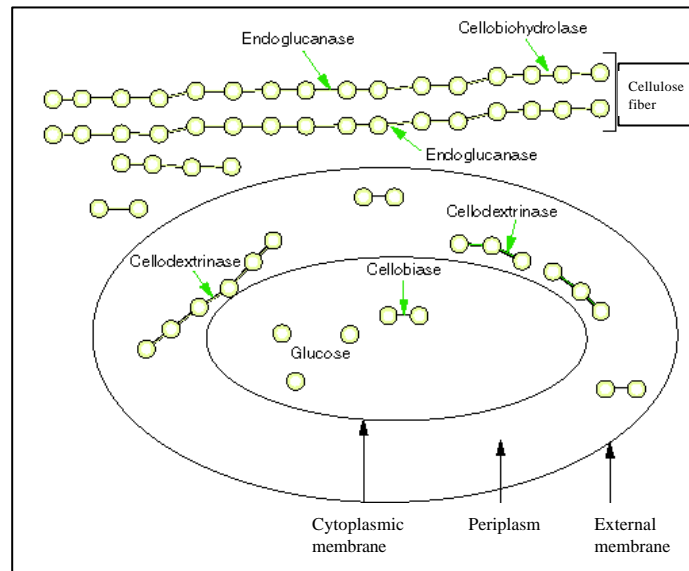 Cellobiohydrolase
Endoglucanase
Cellulose
fiber
Endoglucanase
Cellodextrinase
Cellodextrinase
Cellobiase
Glucose
Cytoplasmic
membrane
Periplasm
External
membrane